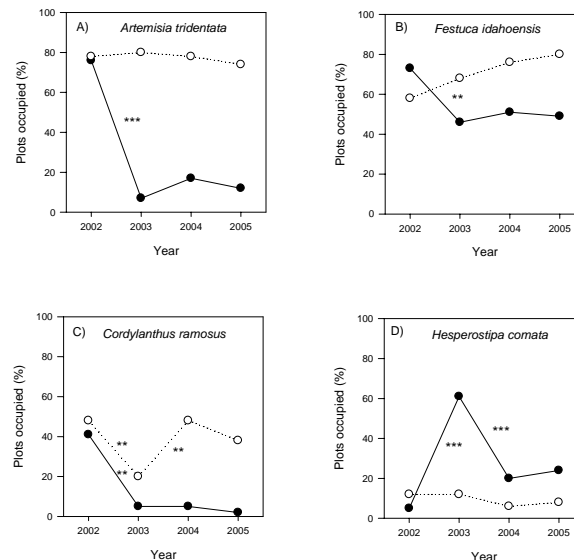 A) Artemisia tridentata
100
80
60
40
20
0
Plots occupied (%)
***
2002 2003 2004 2005
Year
B) Festuca idahoensis
100
80
60
40
20
0
Plots occupied (%)
**
2002 2003 2004 2005
Year
C) Cordylanthus ramosus
100
80
60
40
20
0
Plots occupied (%)
**
**
**
2002 2003 2004 2005
Year
D) Hesperostipa comata
100
80
60
40
20
0
Plots occupied (%)
***
***
2002 2003 2004 2005
Year